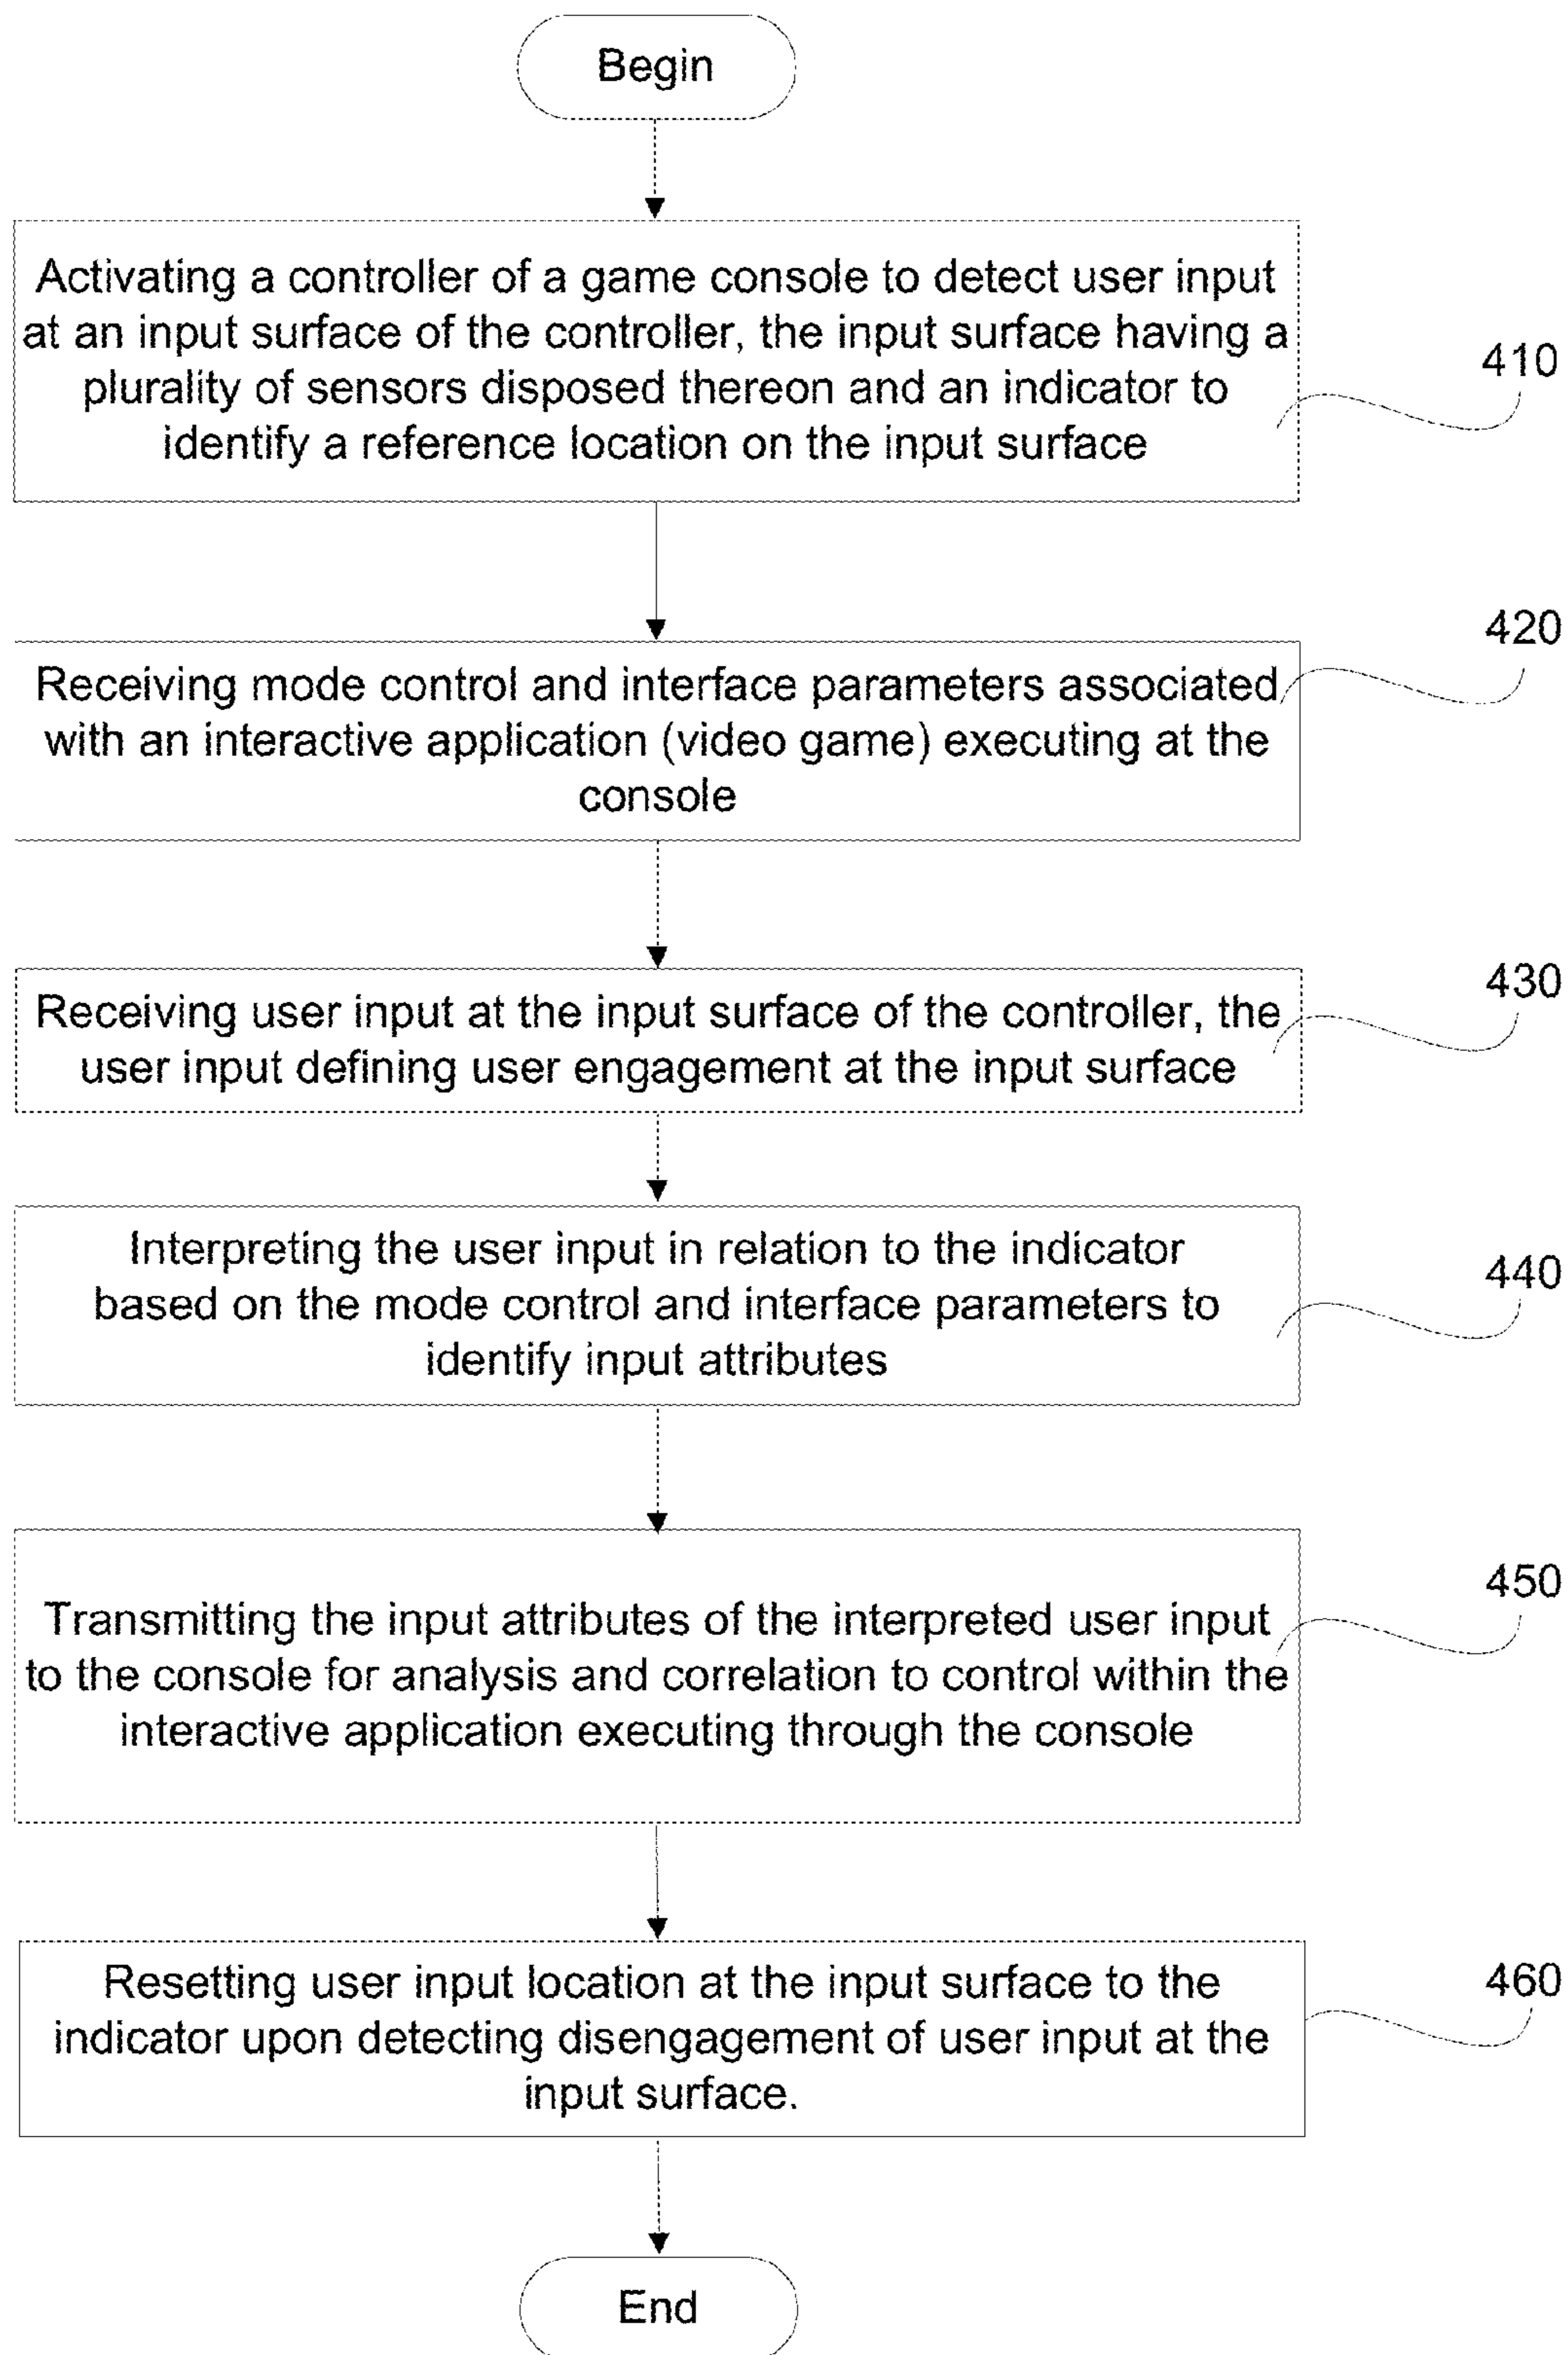 Begin
Activating a controller of a game console to detect user input
at an input surface of the controller, the input surface having a
plurality of sensors disposed thereon and an indicator to
identify a reference location on the input surface
410
Receiving mode control and interface parameters associated
with an interactive application (video game) executing at the
console
420
Receiving user input at the input surface of the controller, the
user input defining user engagement at the input surface
430
Interpreting the user input in relation to the indicator
based on the mode control and interface parameters to
identify input attributes
440
Transmitting the input attributes of the interpreted user input
to the console for analysis and correlation to control within the
interactive application executing through the console
450
Resetting user input location at the input surface to the
indicator upon detecting disengagement of user input at the
input surface.
460
End